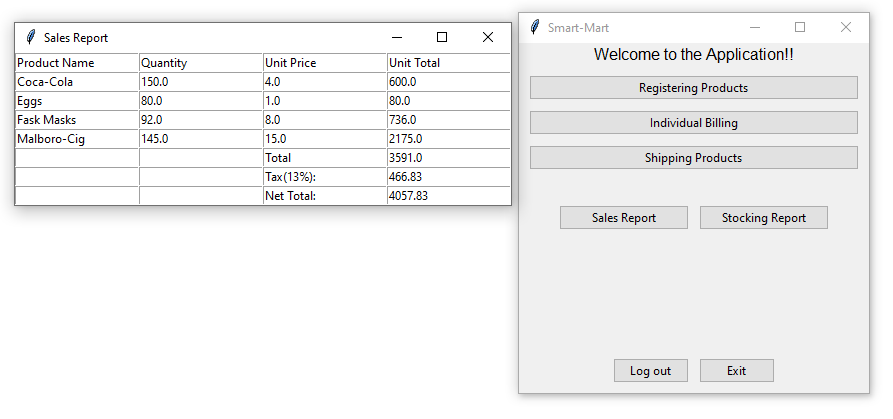 Sales Report
Product Name Quantity Unit Price Unit Total
Coca-Cola 150.0 4.0 600.0
Eggs 80.0 1.0 80.0
Fask Masks 92.0 8.0 736.0
Malboro-Cig 145.0 15.0 2175.0
Total 3591.0
Tax(13%): 466.83
Net Total: 4057.83
Smart-Mart
Welcome to the Application!!
Registering Products
Individual Billing
Shipping Products
Sales Report Stocking Report
Log out Exit